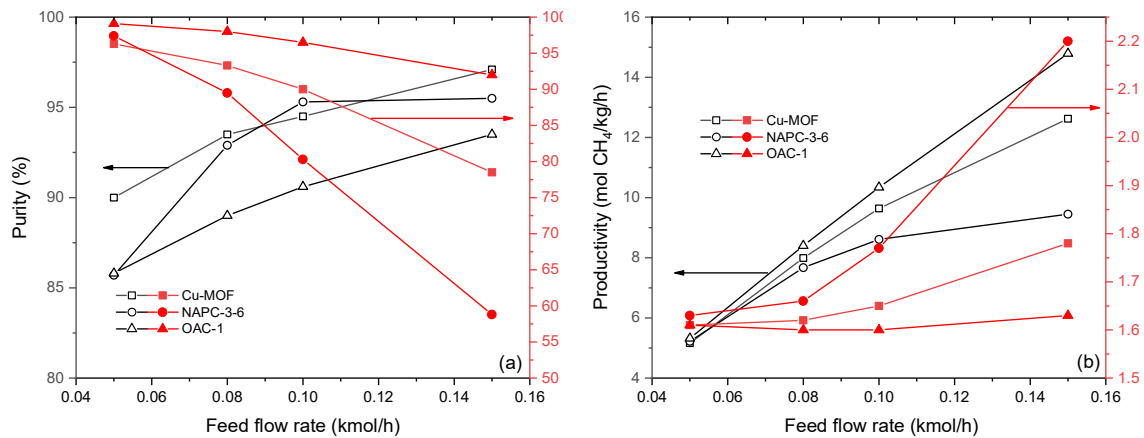 100
95
90
85
80
Purity (%)
100
95
90
85
80
75
70
65
60
55
50
Cu-MOF
NAPC-3-6
OAC-1
(a)
0.04 0.06 0.08 0.10 0.12 0.14 0.16
Feed flow rate (kmol/h)
16
14
12
10
8
6
4
Productivity (mol CH4/kg/h)
2.2
2.1
2.0
1.9
1.8
1.7
1.6
1.5
Cu-MOF
NAPC-3-6
OAC-1
(b)
0.04 0.06 0.08 0.10 0.12 0.14 0.16
Feed flow rate (kmol/h)